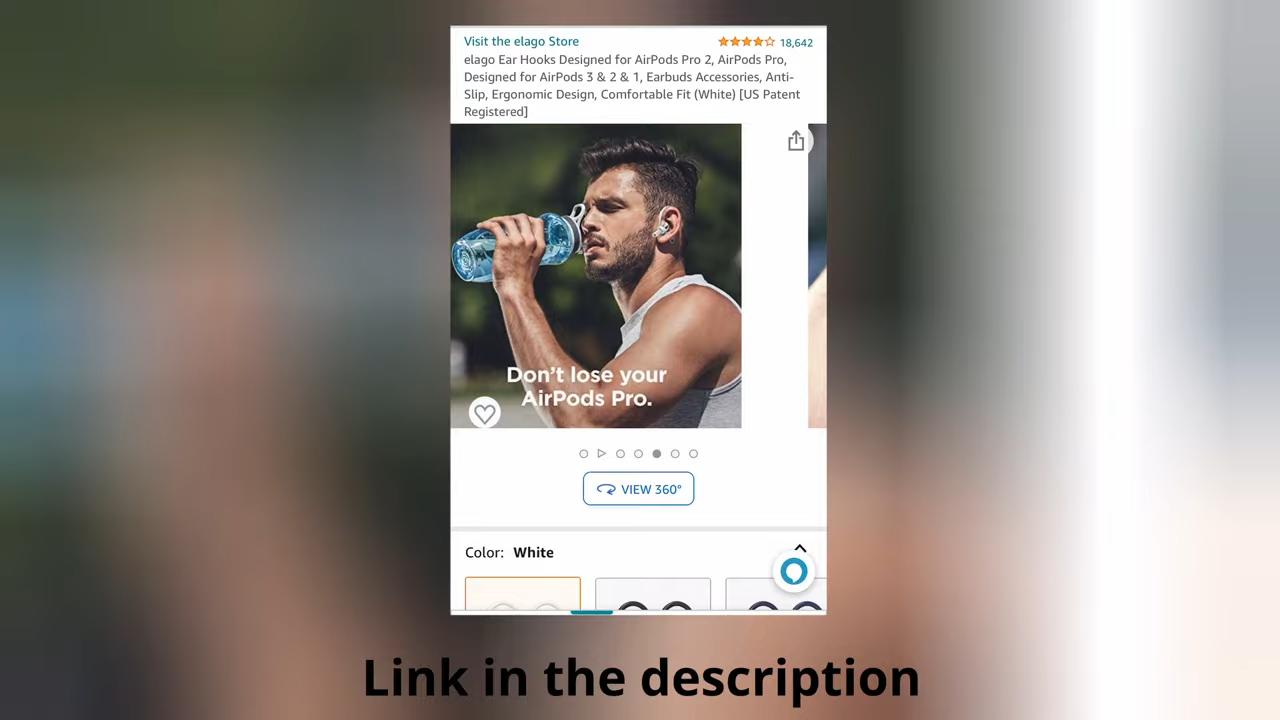 Visit the elago Store
18,642
elago Ear Hooks Designed for AirPods Pro 2, AirPods Pro,
Designed for AirPods 3 & 2 & 1, Earbuds Accessories, Anti-
Slip, Ergonomic Design, Comfortable Fit (White) [US Patent
Registered]
Don't lose your
AirPods Pro.
VIEW 360°
Color: White
Link in the description